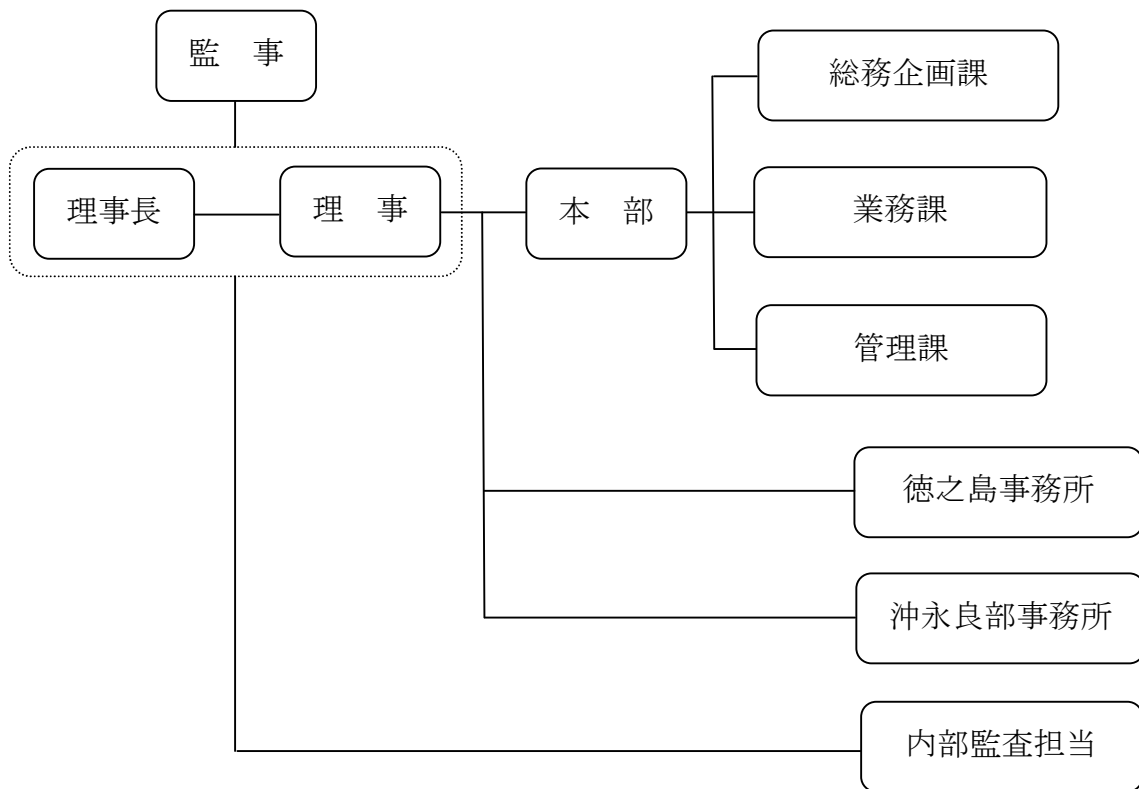 監　事
総務企画課
理事長
理　事
本　部
業務課
管理課
徳之島事務所
沖永良部事務所
内部監査担当